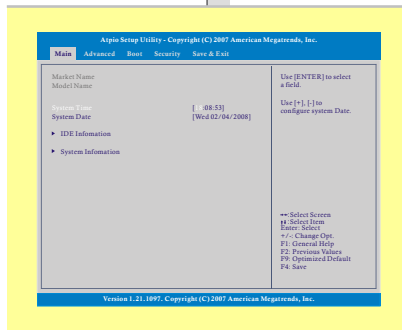 Atpio Setup Utility - Copyright (C) 2007 American Megatrends, Inc.
Main Advanced Boot Security Save & Exit
Market Name
Model Name
System Time [ :08:53]
System Date [Wed 02/04/2008]
IDE Infomation
System Infomation
Use [ENTER] to select
a field.
Use [+], [-] to
configure system Date.
:Select Screen
:Select Item
Enter: Select
+/-: Change Opt.
F1: General Help
F2: Previous Values
F9: Optimized Default
F4: Save
Version 1.21.1097. Copyright (C) 2007 American Megatrends, Inc.